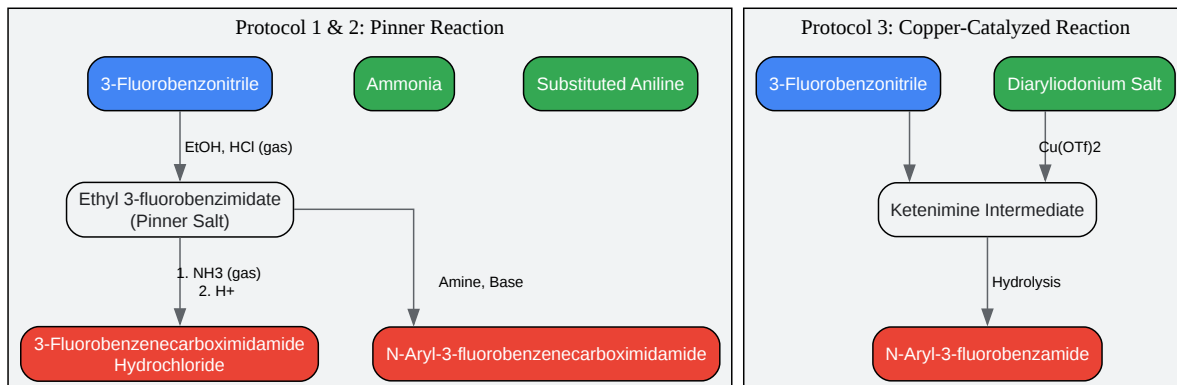 Protocol 1 & 2: Pinner Reaction
3-Fluorobenzonitrile
Ammonia
Substituted Aniline
EtOH, HCl (gas)
Ethyl 3-fluorobenzimidate
(Pinner Salt)
1. NH3 (gas)
2. H+
Amine, Base
3-Fluorobenzenecarboximidamide
Hydrochloride
N-Aryl-3-fluorobenzenecarboximidamide
Protocol 3: Copper-Catalyzed Reaction
3-Fluorobenzonitrile
Diaryliodonium Salt
Cu(OTf)2
Ketenimine Intermediate
Hydrolysis
N-Aryl-3-fluorobenzamide